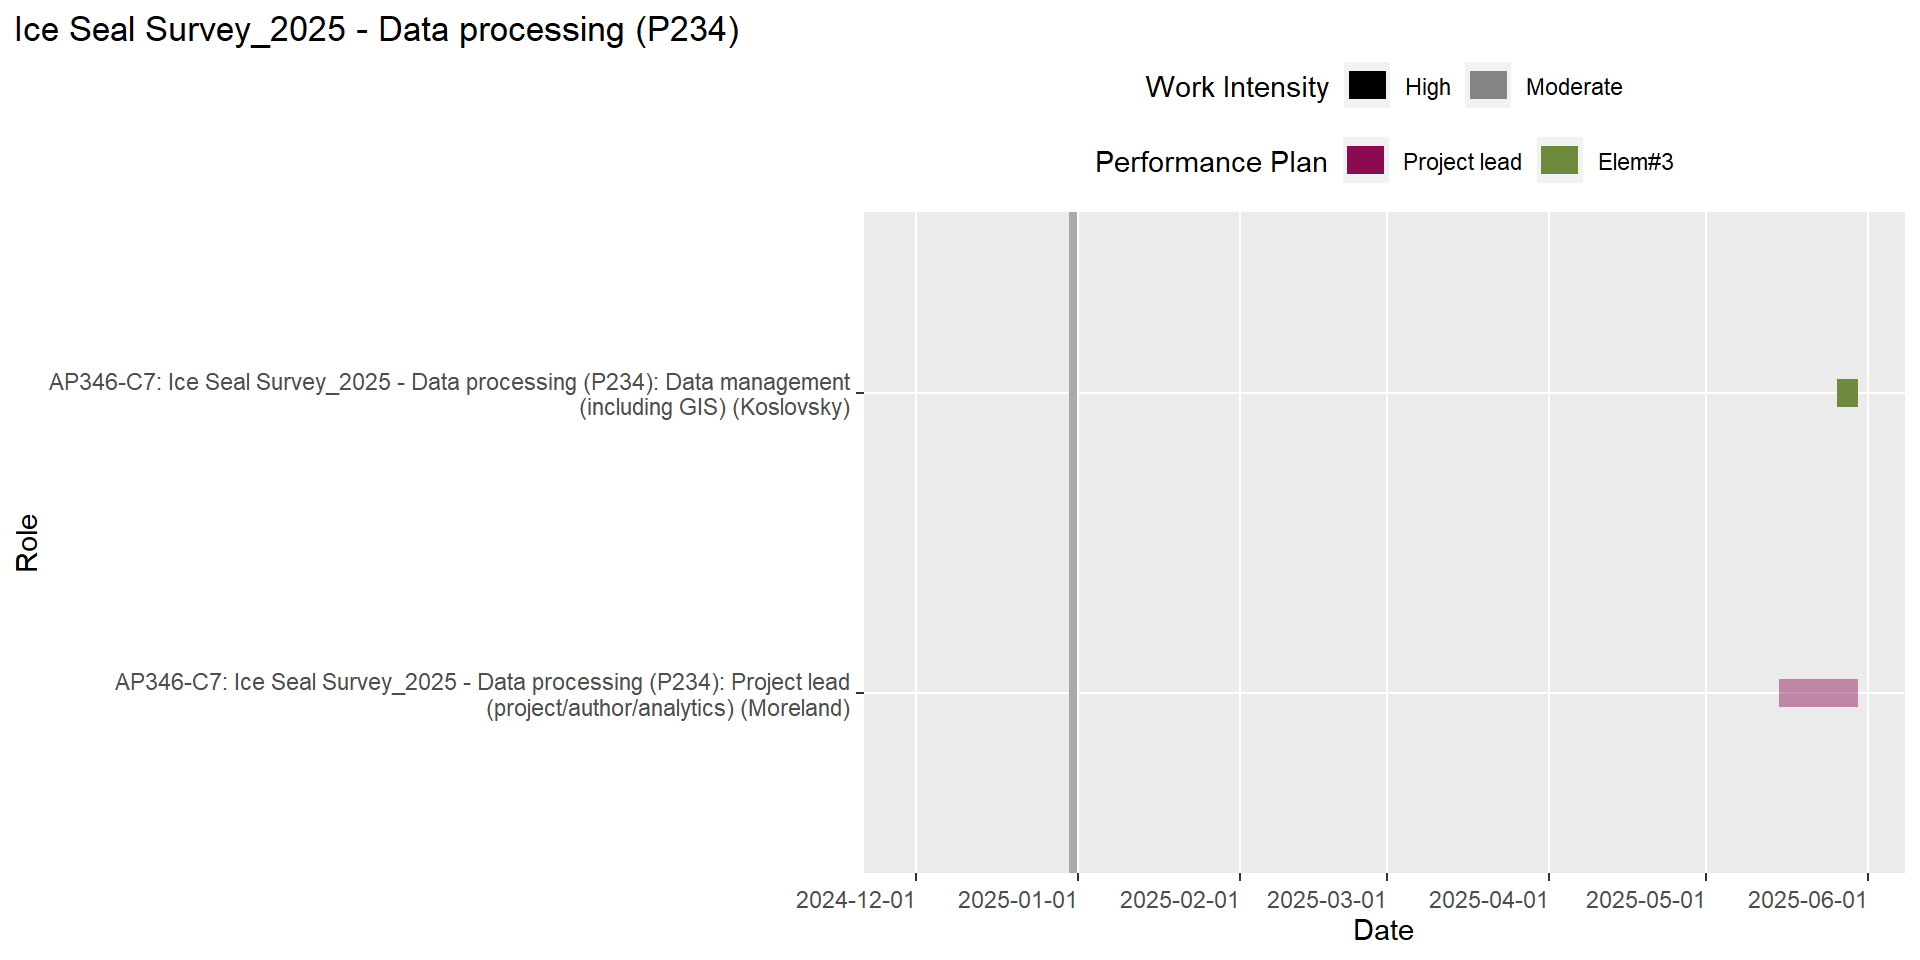 Ice Seal Survey_2025 - Data processing (P234)
Work Intensity High Moderate
Performance Plan Project lead Elem#3
AP346-C7: Ice Seal Survey_2025 - Data processing (P234): Data management
(including GIS) (Koslovsky)
Role
AP346-C7: Ice Seal Survey_2025 - Data processing (P234): Project lead
(project/author/analytics) (Moreland)
2024-12-01 2025-01-01 2025-02-01 2025-03-01 2025-04-01 2025-05-01 2025-06-01
Date